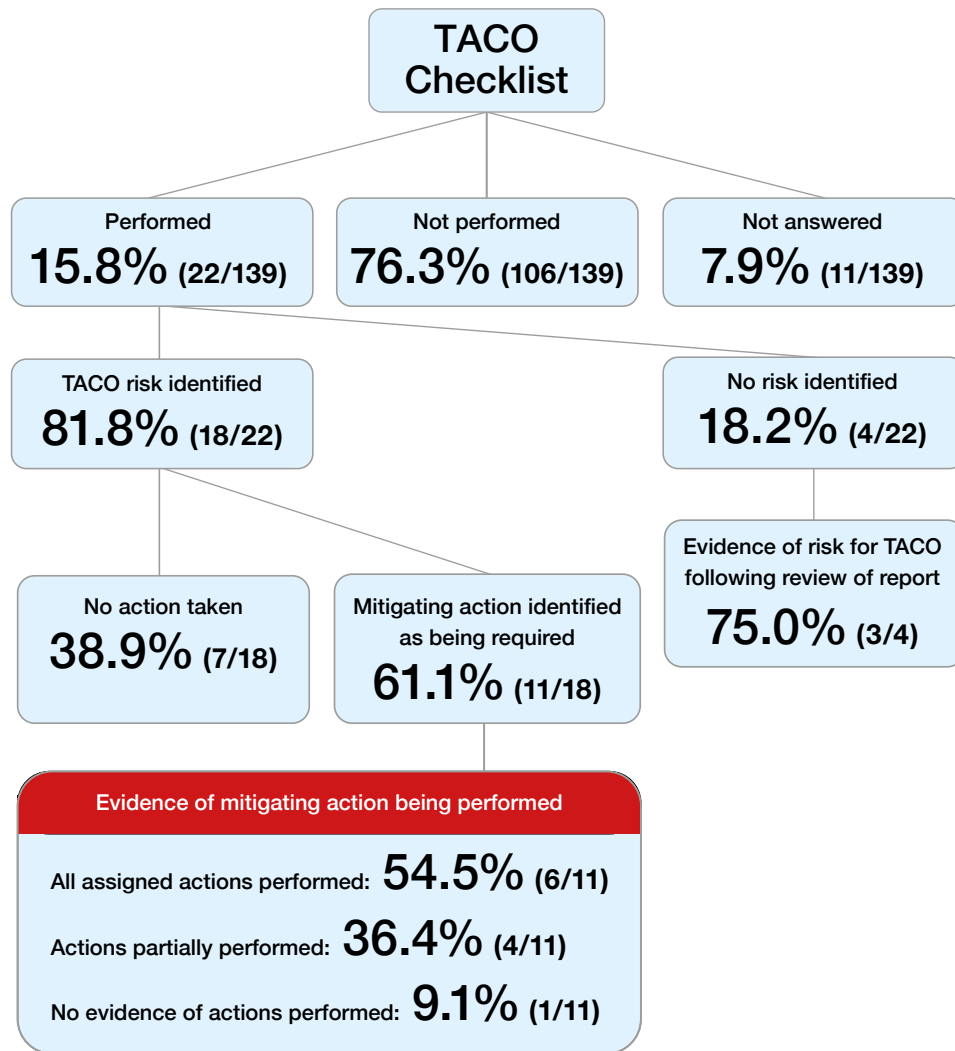 TACO
Checklist
Performed
15.8% (22/139)
Not performed
76.3% (106/139)
Not answered
7.9% (11/139)
TACO risk identified
81.8% (18/22)
No risk identified
18.2% (4/22)
Evidence of risk for TACO
following review of report
75.0% (3/4)
No action taken
38.9% (7/18)
Mitigating action identified
as being required
61.1% (11/18)
Evidence of mitigating action being performed
All assigned actions performed: 54.5% (6/11)
Actions partially performed: 36.4% (4/11)
No evidence of actions performed: 9.1% (1/11)